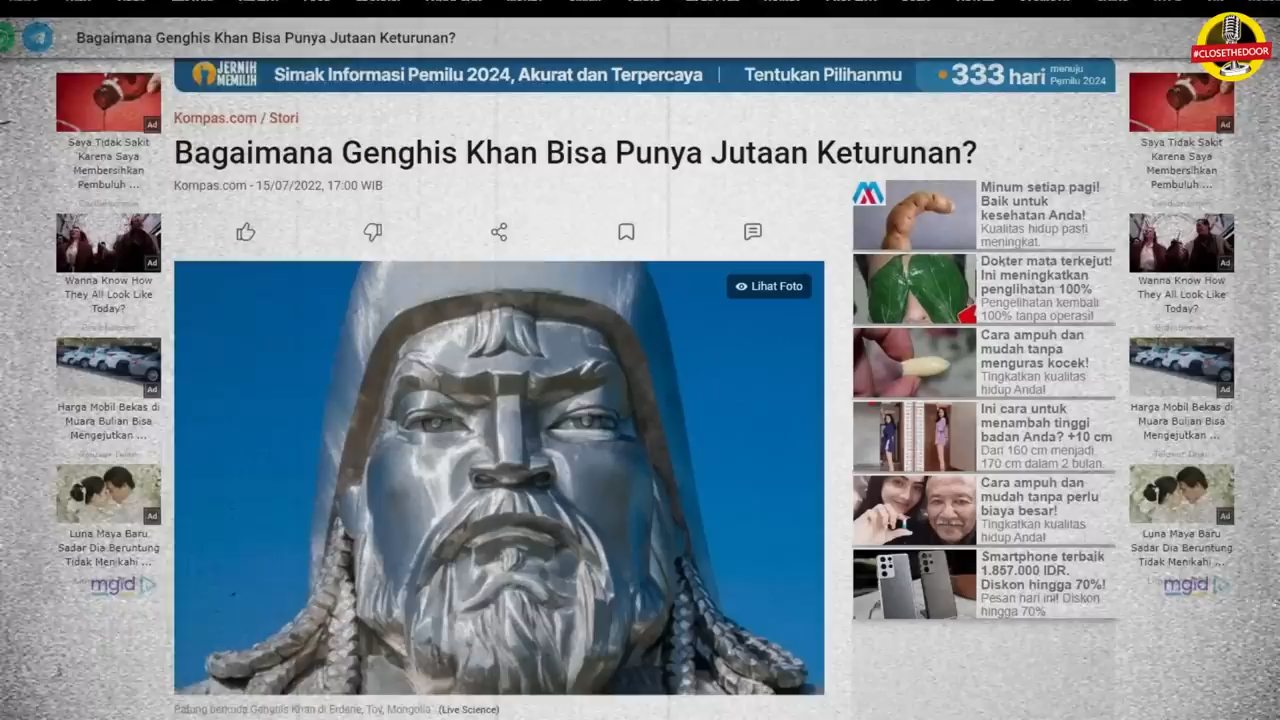 Bagaimana Genghis Khan Bisa Punya Jutaan Keturunan?
#CLOSETHEDOOR
JERNIH
MEMILIH
Simak Informasi Pemilu 2024, Akurat dan Terpercaya | Tentukan Pilihanmu
333 hari
menuju
Pemilu 2024
Kompas.com / Stori
Bagaimana Genghis Khan Bisa Punya Jutaan Keturunan?
Kompas.com - 15/07/2022, 17:00 WIB
Lihat Foto
Patung berkuda Genghis Khan di Erdene, Tov, Mongolia (Live Science)
Ad
Saya Tidak Sakit
Karena Saya
Membersihkan
Pembuluh ...
Ad
Wanna Know How
They All Look Like
Today?
Ad
Harga Mobil Bekas di
Muara Bulian Bisa
Mengejutkan ...
Ad
Luna Maya Baru
Sadar Dia Beruntung
Tidak Menikahi ...
mgid
Minum setiap pagi!
Baik untuk
kesehatan Anda!
Kualitas hidup pasti
meningkat.
Dokter mata terkejut!
Ini meningkatkan
penglihatan 100%
Pengelihatan kembali
100% tanpa operasi!
Cara ampuh dan
mudah tanpa
menguras kocek!
Tingkatkan kualitas
hidup Anda!
Ini cara untuk
menambah tinggi
badan Anda? +10 cm
Dari 160 cm menjadi
170 cm dalam 2 bulan.
Cara ampuh dan
mudah tanpa perlu
biaya besar!
Tingkatkan kualitas
hidup Anda!
Smartphone terbaik
1.857.000 IDR.
Diskon hingga 70%!
Pesan hari ini! Diskon
hingga 70%
Ad
Saya Tidak Sakit
Karena Saya
Membersihkan
Pembuluh ...
Ad
Wanna Know How
They All Look Like
Today?
Ad
Harga Mobil Bekas di
Muara Bulian Bisa
Mengejutkan ...
Ad
Luna Maya Baru
Sadar Dia Beruntung
Tidak Menikahi ...
mgid